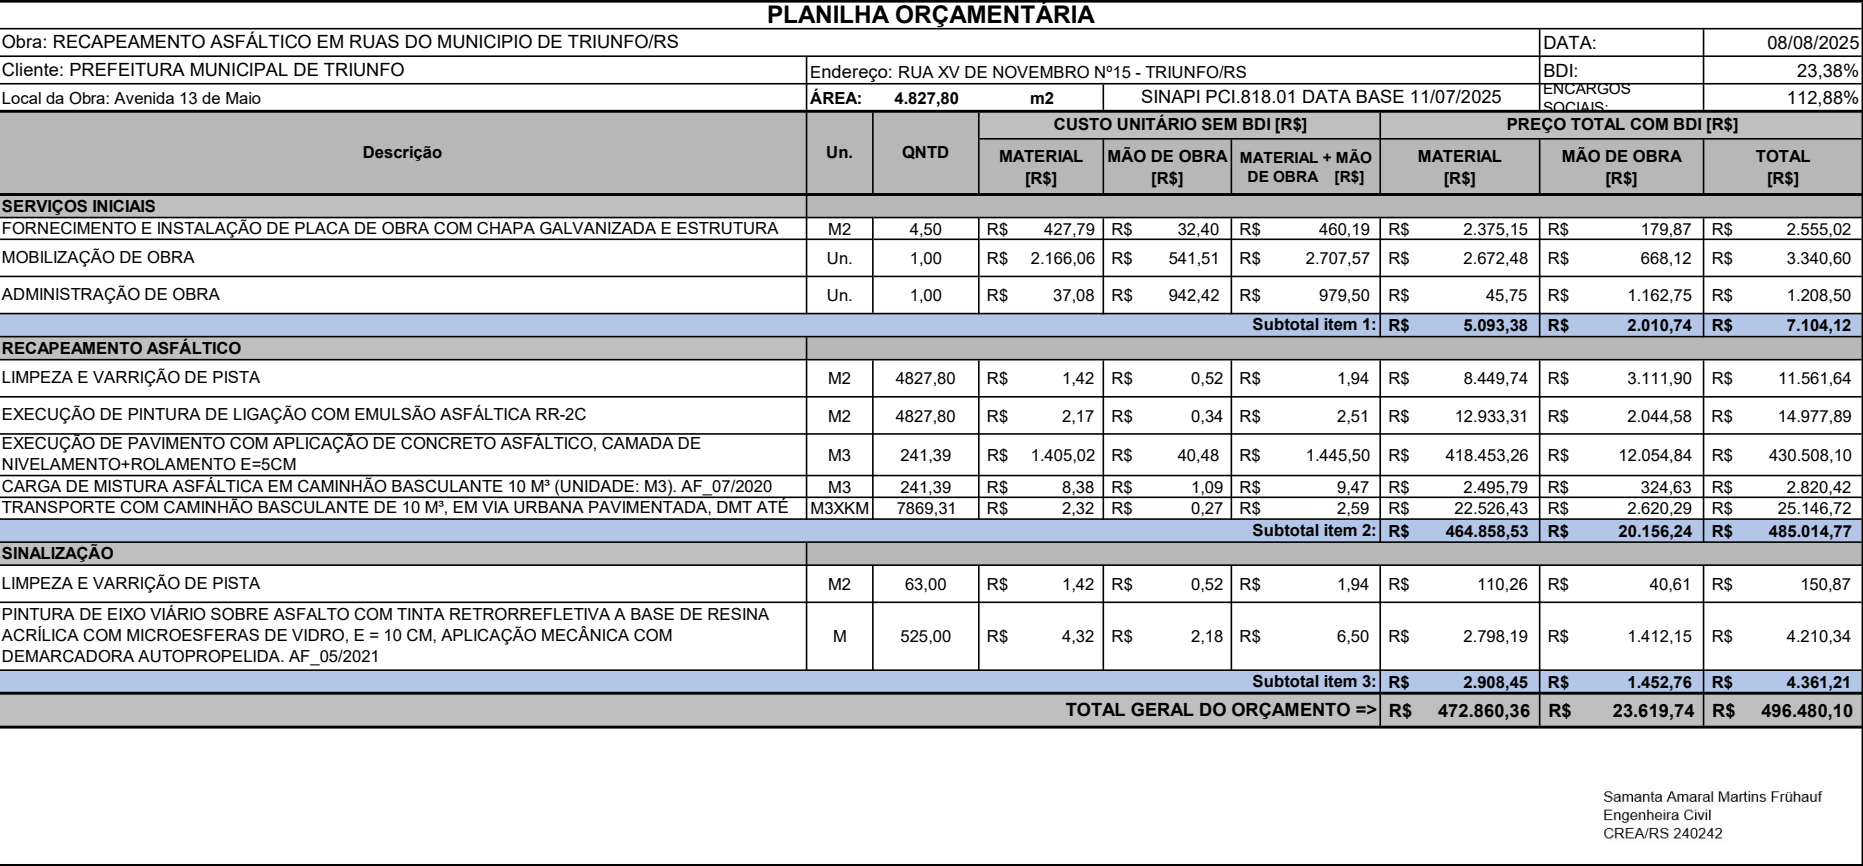 PLANILHA ORÇAMENTÁRIA
Obra: RECAPEAMENTO ASFÁLTICO EM RUAS DO MUNICIPIO DE TRIUNFO/RS DATA: 08/08/2025
Cliente: PREFEITURA MUNICIPAL DE TRIUNFO Endereço: RUA XV DE NOVEMBRO Nº15 - TRIUNFO/RS BDI: 23,38%
Local da Obra: Avenida 13 de Maio ÁREA: 4.827,80 m2 SINAPI PCI.818.01 DATA BASE 11/07/2025 ENCARGOS SOCIAIS: 112,88%
Descrição Un. QNTD CUSTO UNITÁRIO SEM BDI [R$] PREÇO TOTAL COM BDI [R$]
MATERIAL [R$] MÃO DE OBRA [R$] MATERIAL + MÃO DE OBRA [R$] MATERIAL [R$] MÃO DE OBRA [R$] TOTAL [R$]
SERVIÇOS INICIAIS
FORNECIMENTO E INSTALAÇÃO DE PLACA DE OBRA COM CHAPA GALVANIZADA E ESTRUTURA M2 4,50 R$ 427,79 R$ 32,40 R$ 460,19 R$ 2.375,15 R$ 179,87 R$ 2.555,02
MOBILIZAÇÃO DE OBRA Un. 1,00 R$ 2.166,06 R$ 541,51 R$ 2.707,57 R$ 2.672,48 R$ 668,12 R$ 3.340,60
ADMINISTRAÇÃO DE OBRA Un. 1,00 R$ 37,08 R$ 942,42 R$ 979,50 R$ 45,75 R$ 1.162,75 R$ 1.208,50
Subtotal item 1: R$ 5.093,38 R$ 2.010,74 R$ 7.104,12
RECAPEAMENTO ASFÁLTICO
LIMPEZA E VARRIÇÃO DE PISTA M2 4827,80 R$ 1,42 R$ 0,52 R$ 1,94 R$ 8.449,74 R$ 3.111,90 R$ 11.561,64
EXECUÇÃO DE PINTURA DE LIGAÇÃO COM EMULSÃO ASFÁLTICA RR-2C M2 4827,80 R$ 2,17 R$ 0,34 R$ 2,51 R$ 12.933,31 R$ 2.044,58 R$ 14.977,89
EXECUÇÃO DE PAVIMENTO COM APLICAÇÃO DE CONCRETO ASFÁLTICO, CAMADA DE
NIVELAMENTO+ROLAMENTO E=5CM M3 241,39 R$ 1.405,02 R$ 40,48 R$ 1.445,50 R$ 418.453,26 R$ 12.054,84 R$ 430.508,10
CARGA DE MISTURA ASFÁLTICA EM CAMINHÃO BASCULANTE 10 M³ (UNIDADE: M3). AF_07/2020 M3 241,39 R$ 8,38 R$ 1,09 R$ 9,47 R$ 2.495,79 R$ 324,63 R$ 2.820,42
TRANSPORTE COM CAMINHÃO BASCULANTE DE 10 M³, EM VIA URBANA PAVIMENTADA, DMT ATÉ M3XKM 7869,31 R$ 2,32 R$ 0,27 R$ 2,59 R$ 22.526,43 R$ 2.620,29 R$ 25.146,72
Subtotal item 2: R$ 464.858,53 R$ 20.156,24 R$ 485.014,77
SINALIZAÇÃO
LIMPEZA E VARRIÇÃO DE PISTA M2 63,00 R$ 1,42 R$ 0,52 R$ 1,94 R$ 110,26 R$ 40,61 R$ 150,87
PINTURA DE EIXO VIÁRIO SOBRE ASFALTO COM TINTA RETRORREFLETIVA A BASE DE RESINA
ACRÍLICA COM MICROESFERAS DE VIDRO, E = 10 CM, APLICAÇÃO MECÂNICA COM M 525,00 R$ 4,32 R$ 2,18 R$ 6,50 R$ 2.798,19 R$ 1.412,15 R$ 4.210,34
DEMARCADORA AUTOPROPELIDA. AF_05/2021
Subtotal item 3: R$ 2.908,45 R$ 1.452,76 R$ 4.361,21
TOTAL GERAL DO ORÇAMENTO => R$ 472.860,36 R$ 23.619,74 R$ 496.480,10
Samanta Amaral Martins Frühauf
Engenheira Civil
CREA/RS 240242